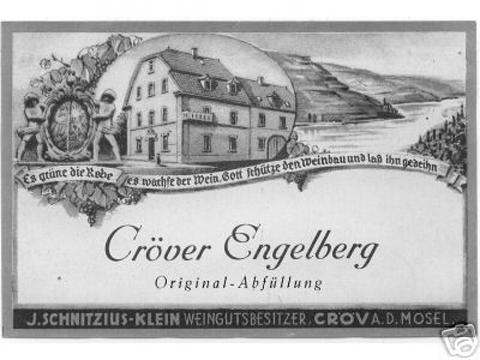 Es grüne die Rebe es wachse der Wein, Gott schütze den Weinbau und laß ihn gedeihn
Cröver Engelberg
Original-Abfüllung
J. SCHNITZIUS-KLEIN WEINGUTSBESITZER, CRÖV A. D. MOSEL
ebY